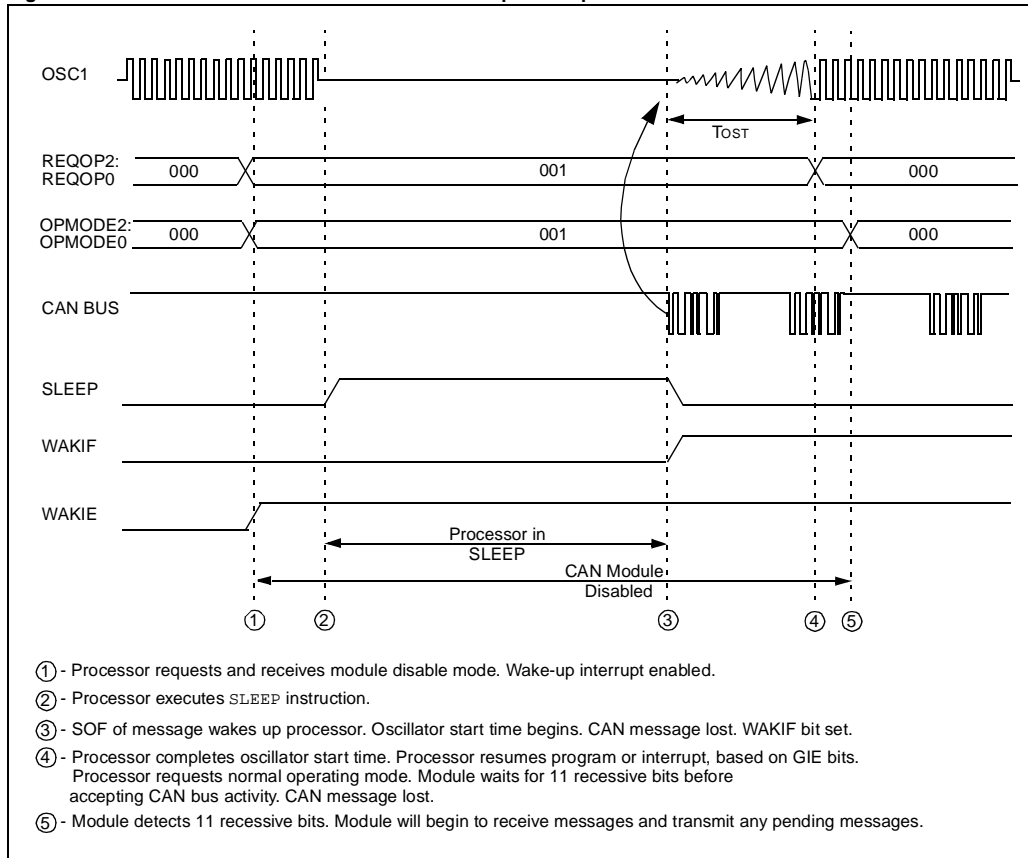 OSC1
TOST
REQOP2:
REQOP0
000
001
000
OPMODE2:
OPMODE0
000
001
000
CAN BUS
SLEEP
WAKIF
WAKIE
Processor in
SLEEP
CAN Module
Disabled
1 2 3 4 5
1 - Processor requests and receives module disable mode. Wake-up interrupt enabled.
2 - Processor executes SLEEP instruction.
3 - SOF of message wakes up processor. Oscillator start time begins. CAN message lost. WAKIF bit set.
4 - Processor completes oscillator start time. Processor resumes program or interrupt, based on GIE bits.
Processor requests normal operating mode. Module waits for 11 recessive bits before
accepting CAN bus activity. CAN message lost.
5 - Module detects 11 recessive bits. Module will begin to receive messages and transmit any pending messages.